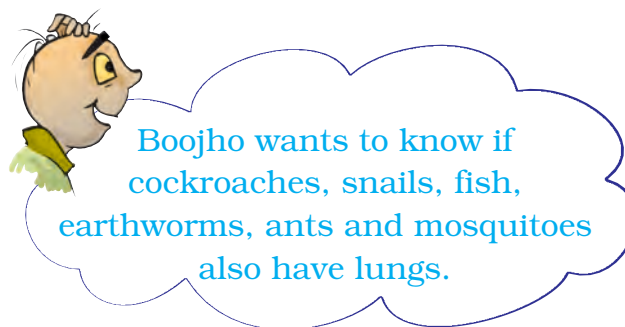 Boojho wants to know if
cockroaches, snails, fish,
earthworms, ants and mosquitoes
also have lungs.